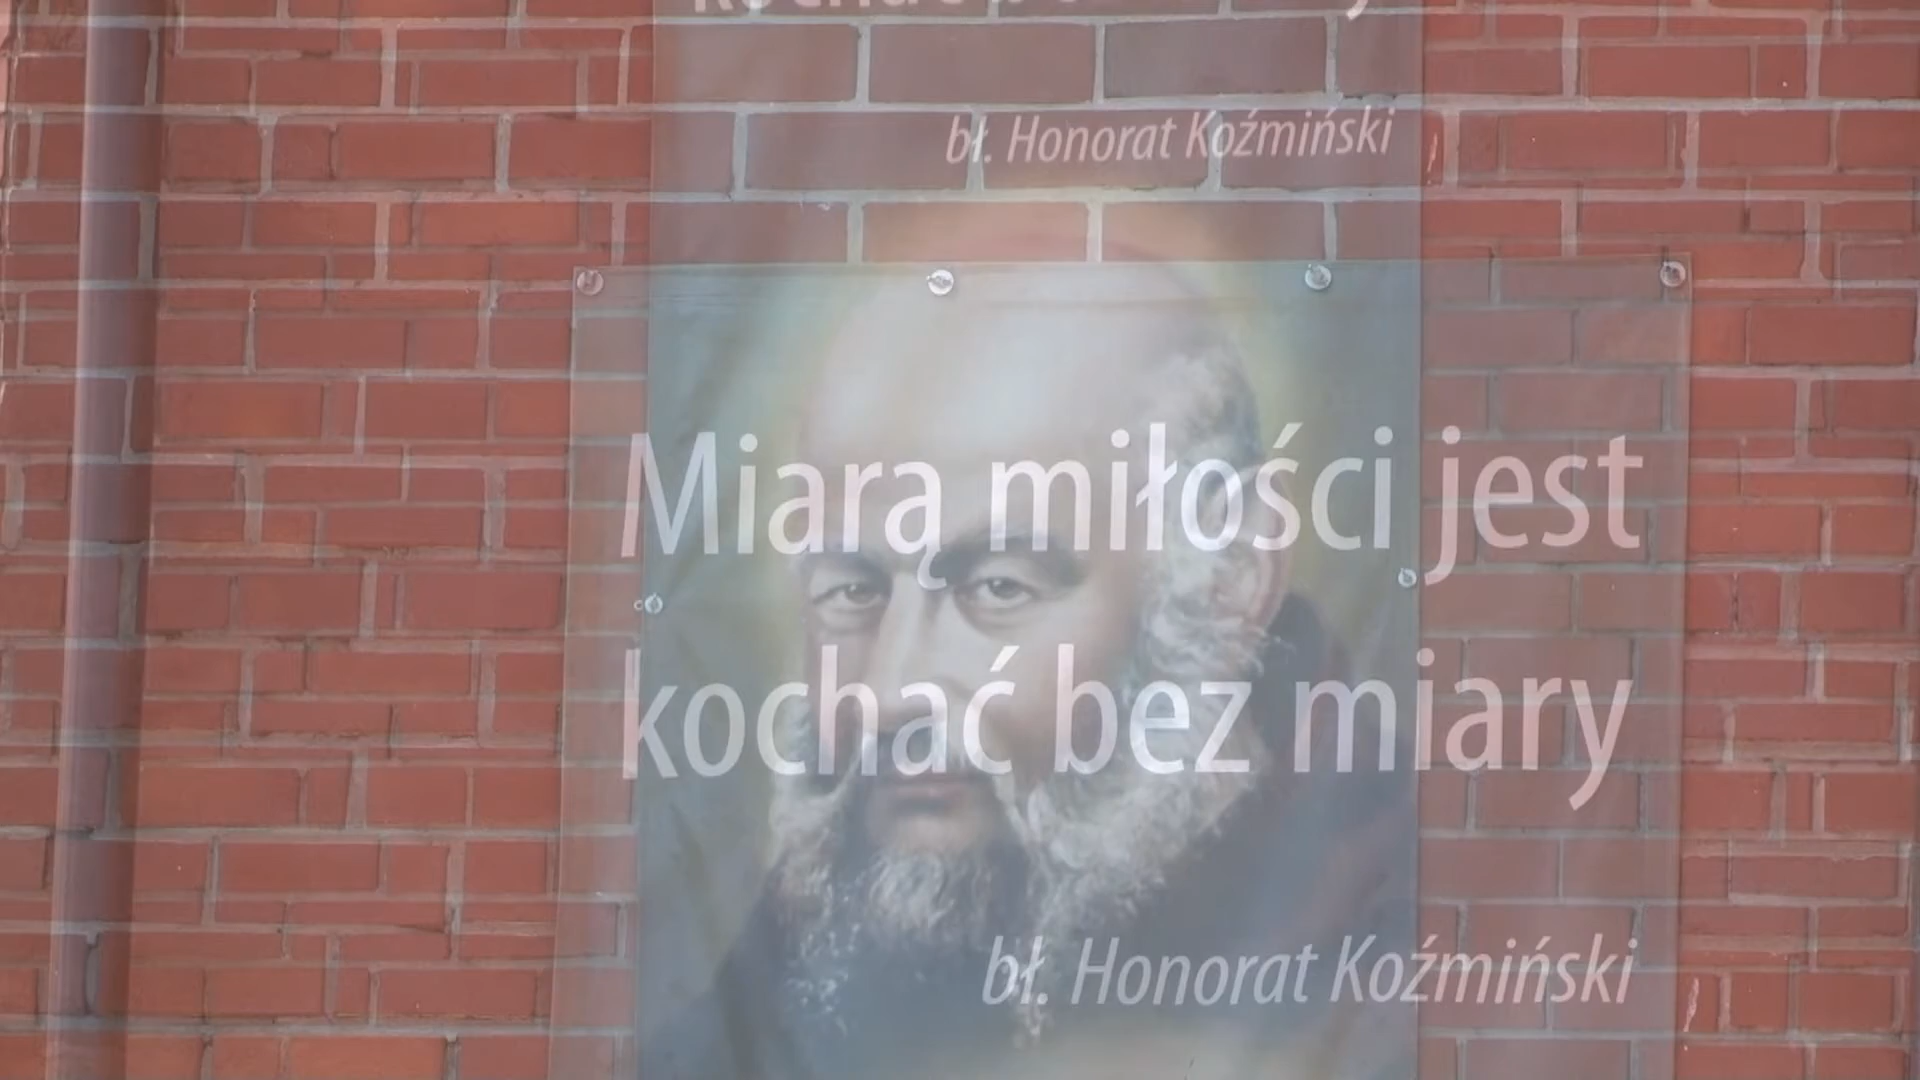 bł. Honorat Koźmiński
Miarą miłości jest
kochać bez miary
bł. Honorat Koźmiński